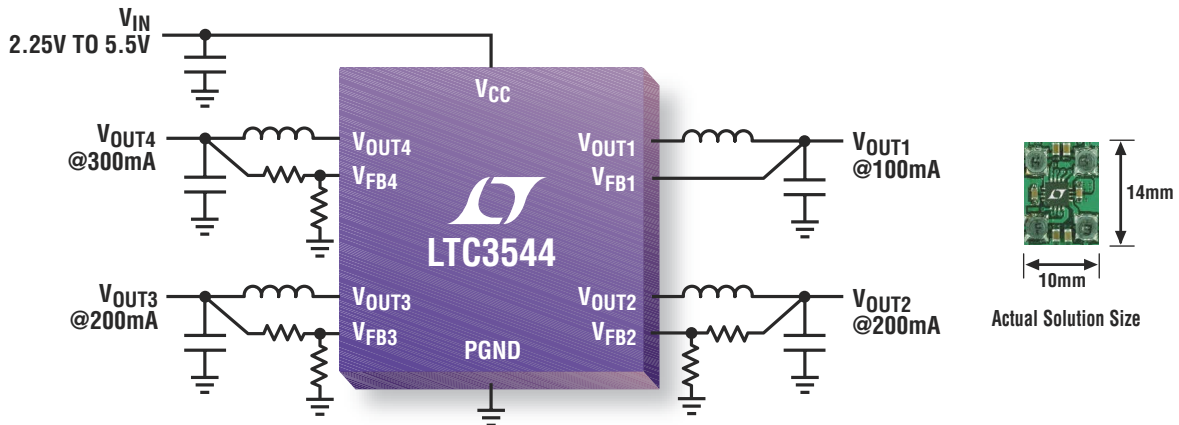 VIN
2.25V TO 5.5V
VCC
VOUT4
@300mA
VOUT4
VFB4
VOUT1
VFB1
VOUT1
@100mA
LTC3544
14mm
10mm
Actual Solution Size
VOUT3
@200mA
VOUT3
VFB3
PGND
VOUT2
VFB2
VOUT2
@200mA